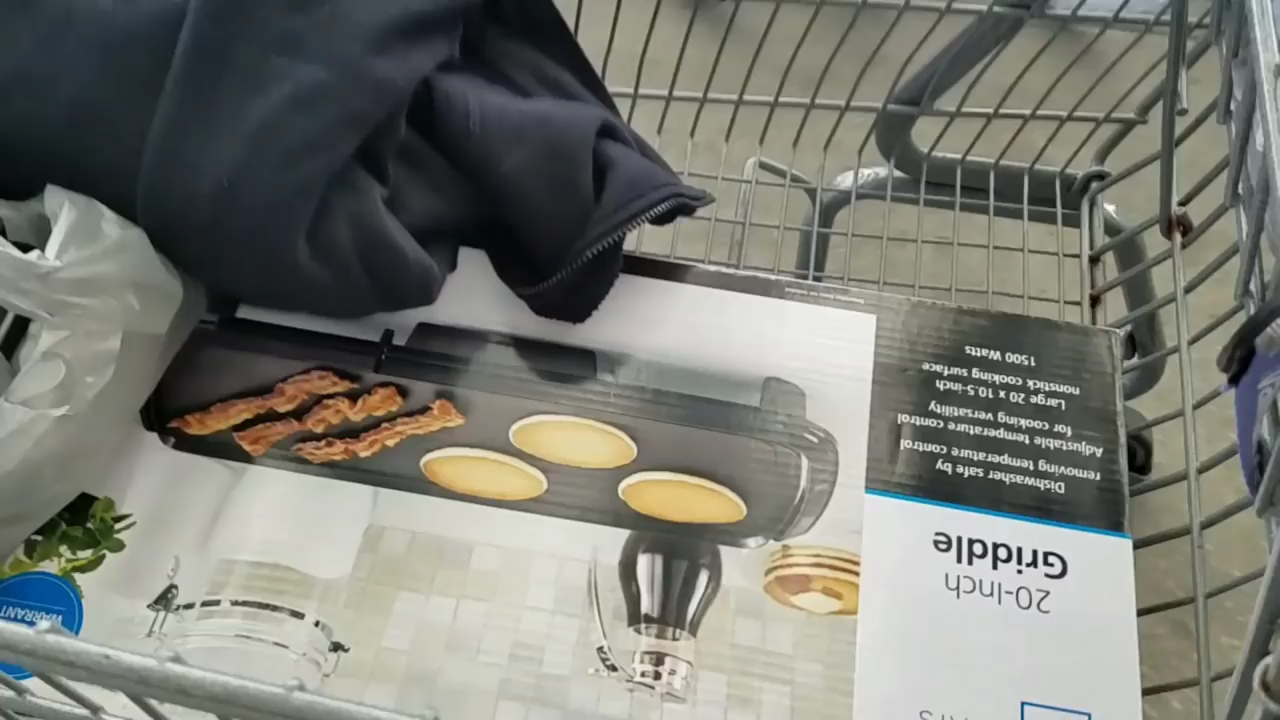 20-Inch
Griddle
Dishwasher safe by
removing temperature control
Adjustable temperature control
for cooking versatility
Large 20 x 10.5-inch
nonstick cooking surface
1500 Watts